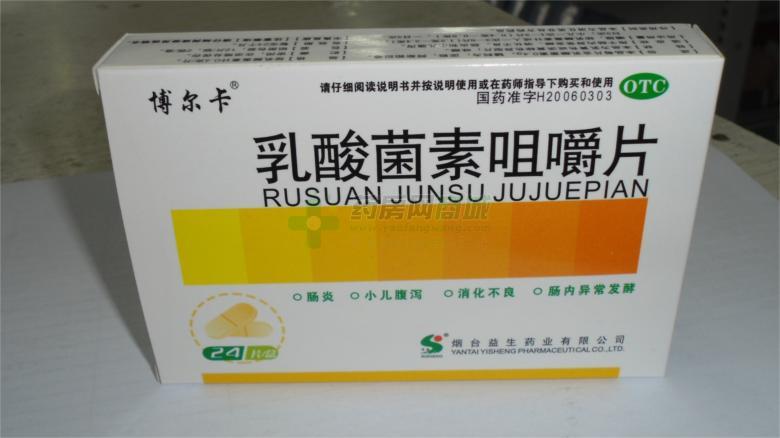 博尔卡®
请仔细阅读说明书并按说明使用或在药师指导下购买和使用
国药准字H20060303
OTC
乳酸菌素咀嚼片
RUSUAN JUNSU JUJUEPIAN
药房网商城
www.yaofangwang.com
肠炎 小儿腹泻 消化不良 肠内异常发酵
24片/盒
烟台益生药业有限公司
YANTAI YISHENG PHARMACEUTICAL CO.,LTD.